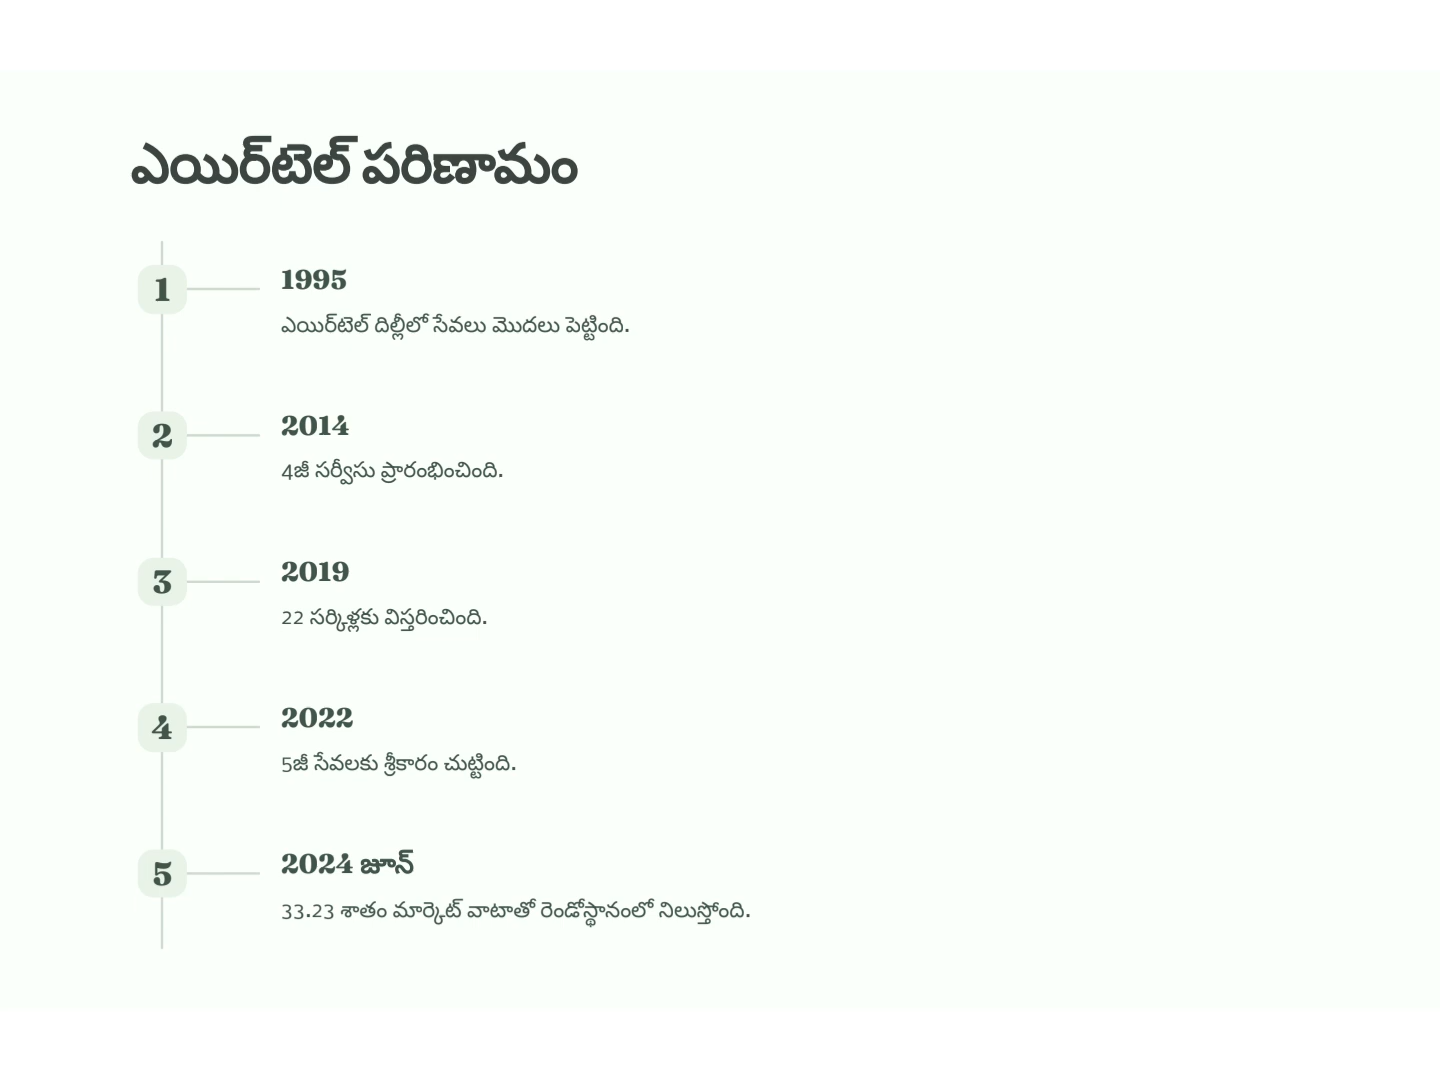 ఎయిర్‌టెల్ పరిణామం
1
1995
ఎయిర్‌టెల్ దిల్లీలో సేవలు మొదలు పెట్టింది.
2
2014
4జీ సర్వీసు ప్రారంభించింది.
3
2019
22 సర్కిళ్లకు విస్తరించింది.
4
2022
5జీ సేవలకు శ్రీకారం చుట్టింది.
5
2024 జూన్
33.23 శాతం మార్కెట్ వాటాతో రెండోస్థానంలో నిలుస్తోంది.